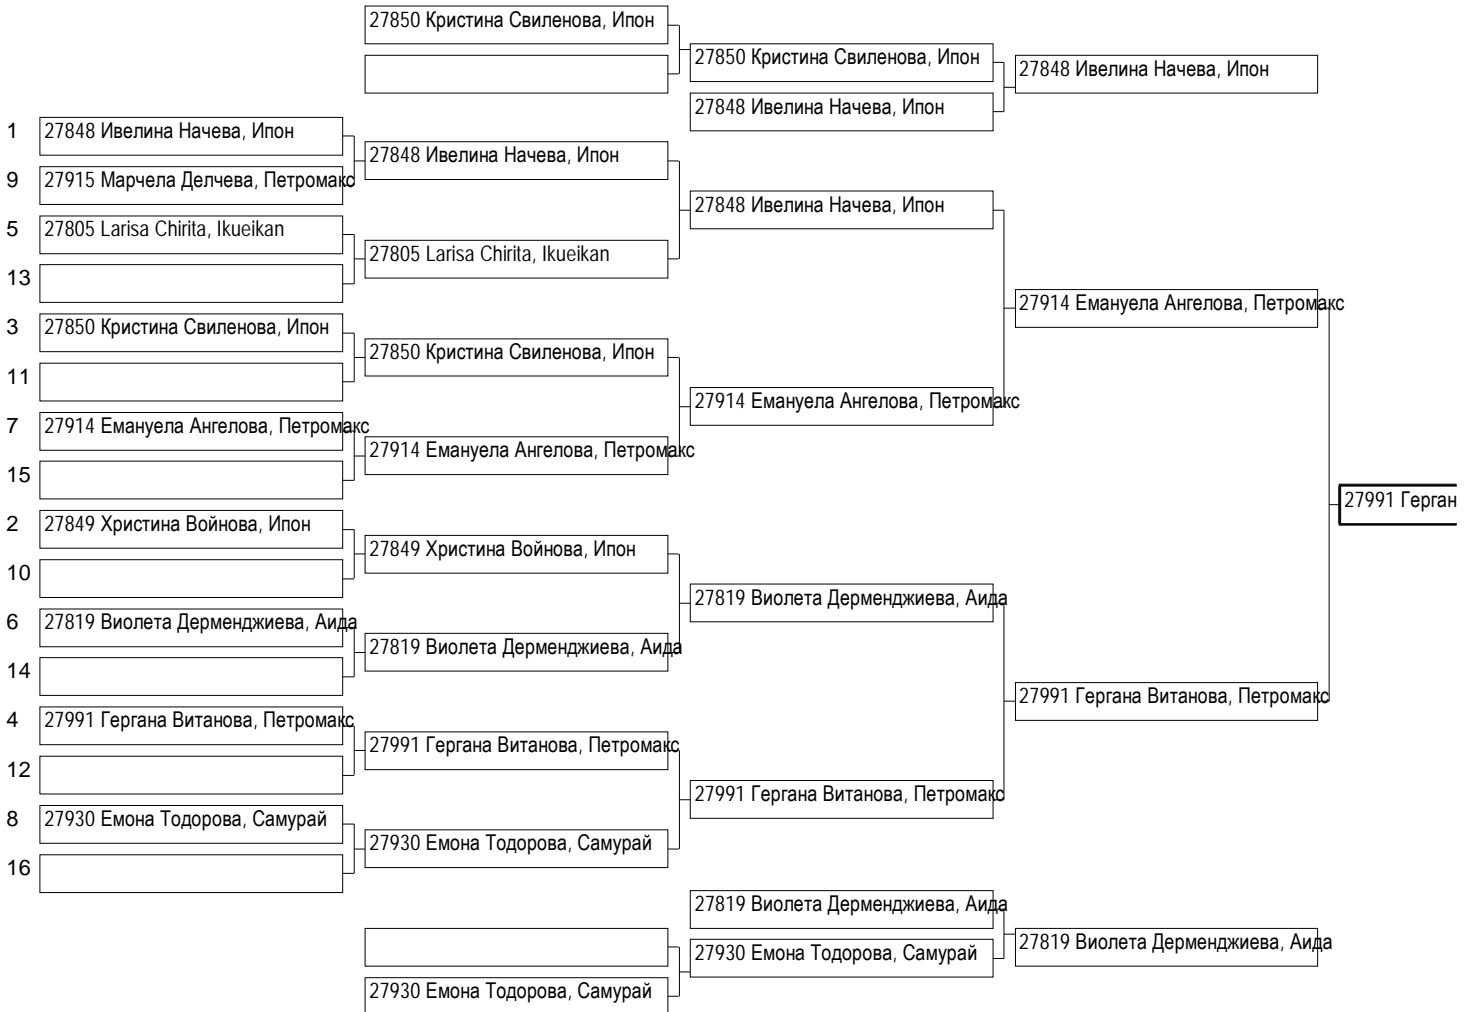 27850 Кристина Свиленова, Ипон
27850 Кристина Свиленова, Ипон
27848 Ивелина Начева, Ипон
27848 Ивелина Начева, Ипон
1 27848 Ивелина Начева, Ипон
27848 Ивелина Начева, Ипон
9 27915 Марчела Делчева, Петромакс
27848 Ивелина Начева, Ипон
5 27805 Larisa Chirita, Ikueikan
27805 Larisa Chirita, Ikueikan
13
27914 Емануела Ангелова, Петромакс
3 27850 Кристина Свиленова, Ипон
27850 Кристина Свиленова, Ипон
11
27914 Емануела Ангелова, Петромакс
7 27914 Емануела Ангелова, Петромакс
27914 Емануела Ангелова, Петромакс
15
27991 Герган
2 27849 Христина Войнова, Ипон
27849 Христина Войнова, Ипон
10
27819 Виолета Дерменджиева, Аида
6 27819 Виолета Дерменджиева, Аида
27819 Виолета Дерменджиева, Аида
14
27991 Гергана Витанова, Петромакс
4 27991 Гергана Витанова, Петромакс
27991 Гергана Витанова, Петромакс
12
27991 Гергана Витанова, Петромакс
8 27930 Емона Тодорова, Самурай
27930 Емона Тодорова, Самурай
16
27819 Виолета Дерменджиева, Аида
27819 Виолета Дерменджиева, Аида
27930 Емона Тодорова, Самурай
27930 Емона Тодорова, Самурай